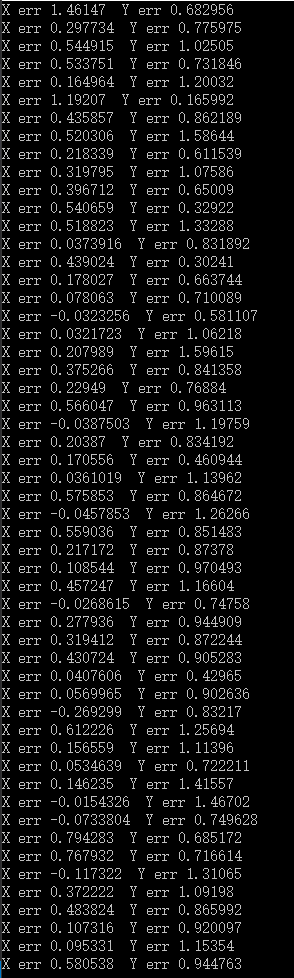 X err 1.46147  Y err 0.682956
X err 0.297734  Y err 0.775975
X err 0.544915  Y err 1.02505
X err 0.533751  Y err 0.731846
X err 0.164964  Y err 1.20032
X err 1.19207  Y err 0.165992
X err 0.435857  Y err 0.862189
X err 0.520306  Y err 1.58644
X err 0.218339  Y err 0.611539
X err 0.319795  Y err 1.07586
X err 0.396712  Y err 0.65009
X err 0.540659  Y err 0.32922
X err 0.518823  Y err 1.33288
X err 0.0373916  Y err 0.831892
X err 0.439024  Y err 0.30241
X err 0.178027  Y err 0.663744
X err 0.078063  Y err 0.710089
X err -0.0323256  Y err 0.581107
X err 0.0321723  Y err 1.06218
X err 0.207989  Y err 1.59615
X err 0.375266  Y err 0.841358
X err 0.22949  Y err 0.76884
X err 0.566047  Y err 0.963113
X err -0.0387503  Y err 1.19759
X err 0.20387  Y err 0.834192
X err 0.170556  Y err 0.460944
X err 0.0361019  Y err 1.13962
X err 0.575853  Y err 0.864672
X err -0.0457853  Y err 1.26266
X err 0.559036  Y err 0.851483
X err 0.217172  Y err 0.87378
X err 0.108544  Y err 0.970493
X err 0.457247  Y err 1.16604
X err -0.0268615  Y err 0.74758
X err 0.277936  Y err 0.944909
X err 0.319412  Y err 0.872244
X err 0.430724  Y err 0.905283
X err 0.0407606  Y err 0.42965
X err 0.0569965  Y err 0.902636
X err -0.269299  Y err 0.83217
X err 0.612226  Y err 1.25694
X err 0.156559  Y err 1.11396
X err 0.0534639  Y err 0.722211
X err 0.146235  Y err 1.41557
X err -0.0154326  Y err 1.46702
X err -0.0733804  Y err 0.749628
X err 0.794283  Y err 0.685172
X err 0.767932  Y err 0.716614
X err -0.117322  Y err 1.31065
X err 0.372222  Y err 1.09198
X err 0.483824  Y err 0.865992
X err 0.107316  Y err 0.920097
X err 0.095331  Y err 1.15354
X err 0.580538  Y err 0.944763